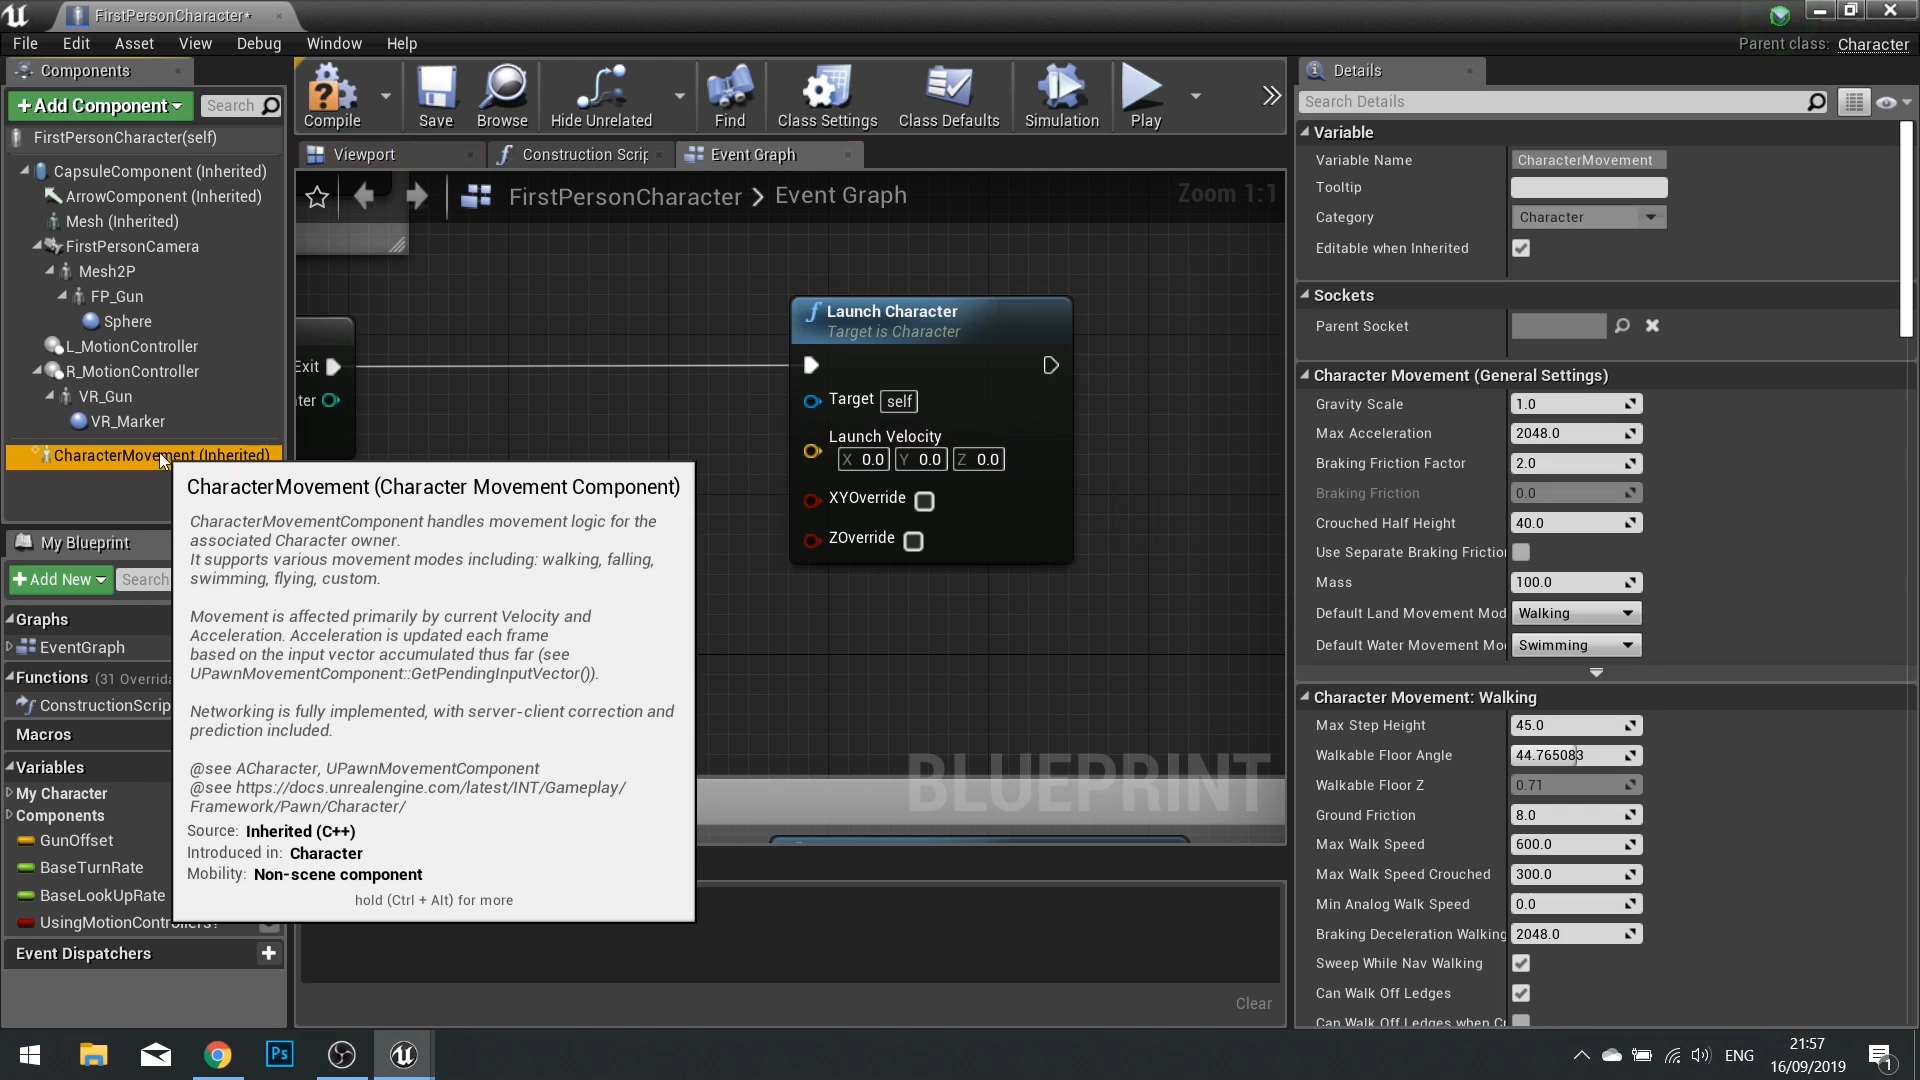 FirstPersonCharacter*
File Edit Asset View Debug Window Help
Parent class: Character
Components
+Add Component
Search
FirstPersonCharacter(self)
CapsuleComponent (Inherited)
ArrowComponent (Inherited)
Mesh (Inherited)
FirstPersonCamera
Mesh2P
FP_Gun
Sphere
L_MotionController
R_MotionController
VR_Gun
VR_Marker
CharacterMovement (Inherited)
CharacterMovement (Character Movement Component)
CharacterMovementComponent handles movement logic for the
associated Character owner.
It supports various movement modes including: walking, falling,
swimming, flying, custom.
Movement is affected primarily by current Velocity and
Acceleration. Acceleration is updated each frame
based on the input vector accumulated thus far (see
UPawnMovementComponent::GetPendingInputVector()).
Networking is fully implemented, with server-client correction and
prediction included.
@see ACharacter, UPawnMovementComponent
@see https://docs.unrealengine.com/latest/INT/Gameplay/
Framework/Pawn/Character/
Source: Inherited (C++)
Introduced in: Character
Mobility: Non-scene component
hold (Ctrl + Alt) for more
My Blueprint
+Add New
Search
Graphs
EventGraph
Functions (31 Overrida
ConstructionScrip
Macros
Variables
My Character
Components
GunOffset
BaseTurnRate
BaseLookUpRate
UsingMotionControllers?
Event Dispatchers
Compile Save Browse Hide Unrelated Find Class Settings Class Defaults Simulation Play
Viewport
Construction Scrip
Event Graph
FirstPersonCharacter > Event Graph
Zoom 1:1
Exit
Launch Character
Target is Character
Target self
Launch Velocity
X 0.0 Y 0.0 Z 0.0
XYOverride
ZOverride
BLUEPRINT
Clear
Details
Search Details
Variable
Variable Name CharacterMovement
Tooltip
Category Character
Editable when Inherited
Sockets
Parent Socket
Character Movement (General Settings)
Gravity Scale 1.0
Max Acceleration 2048.0
Braking Friction Factor 2.0
Braking Friction 0.0
Crouched Half Height 40.0
Use Separate Braking Friction
Mass 100.0
Default Land Movement Mod Walking
Default Water Movement Mo Swimming
Character Movement: Walking
Max Step Height 45.0
Walkable Floor Angle 44.765083
Walkable Floor Z 0.71
Ground Friction 8.0
Max Walk Speed 600.0
Max Walk Speed Crouched 300.0
Min Analog Walk Speed 0.0
Braking Deceleration Walking 2048.0
Sweep While Nav Walking
Can Walk Off Ledges
Can Walk Off Ledges when Cr
Ps
ENG
21:57
16/09/2019
1